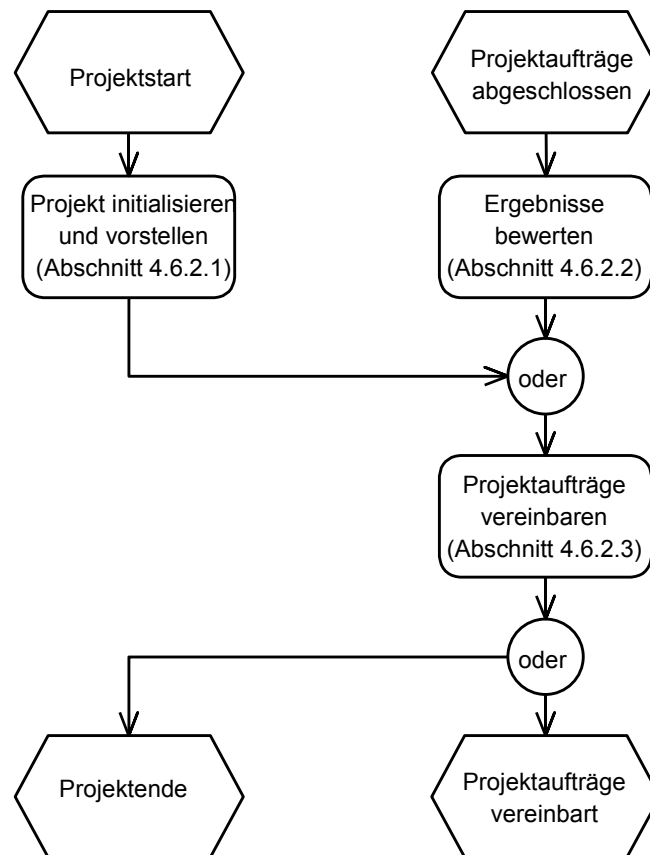 Projektstart
Projektaufträge
abgeschlossen
Projekt initialisieren
und vorstellen
(Abschnitt 4.6.2.1)
Ergebnisse
bewerten
(Abschnitt 4.6.2.2)
oder
Projektaufträge
vereinbaren
(Abschnitt 4.6.2.3)
oder
Projektende
Projektaufträge
vereinbart